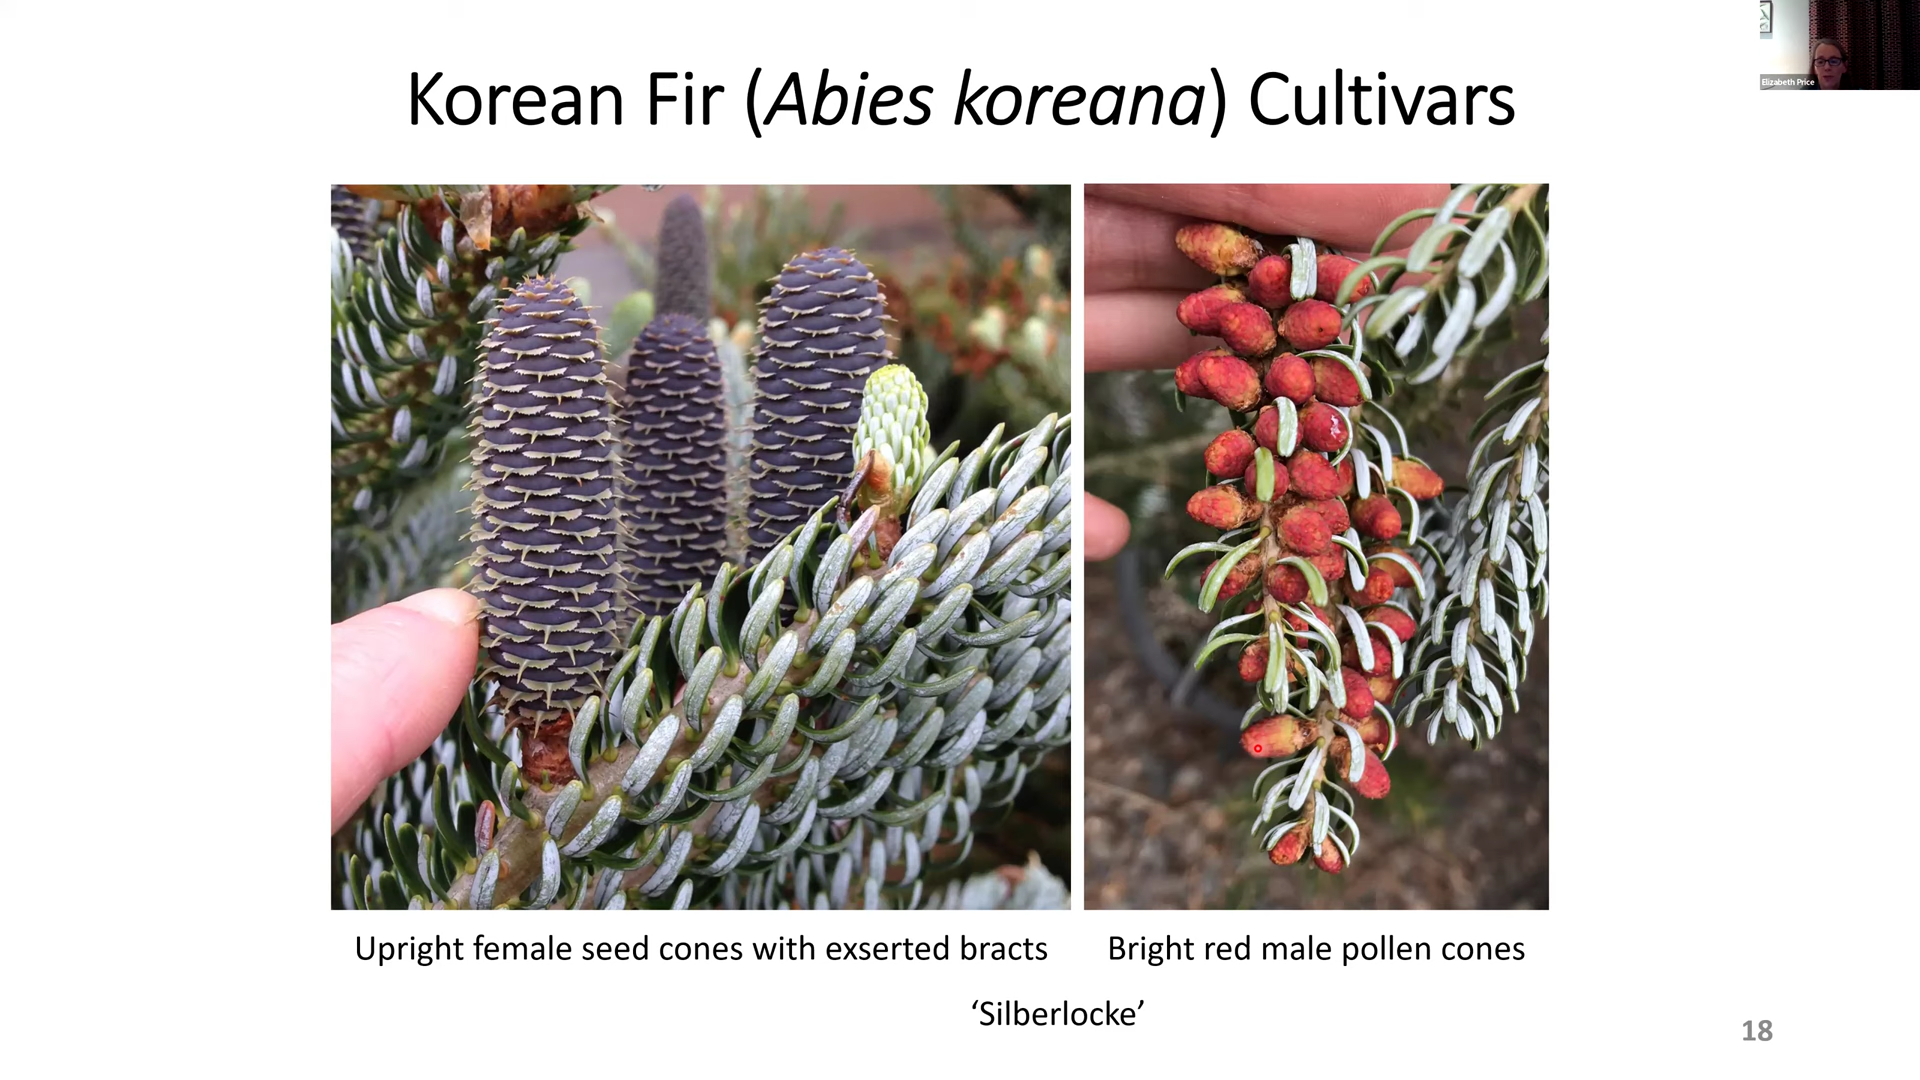 Elizabeth Price
Korean Fir (Abies koreana) Cultivars
Upright female seed cones with exserted bracts
Bright red male pollen cones
‘Silberlocke’
18